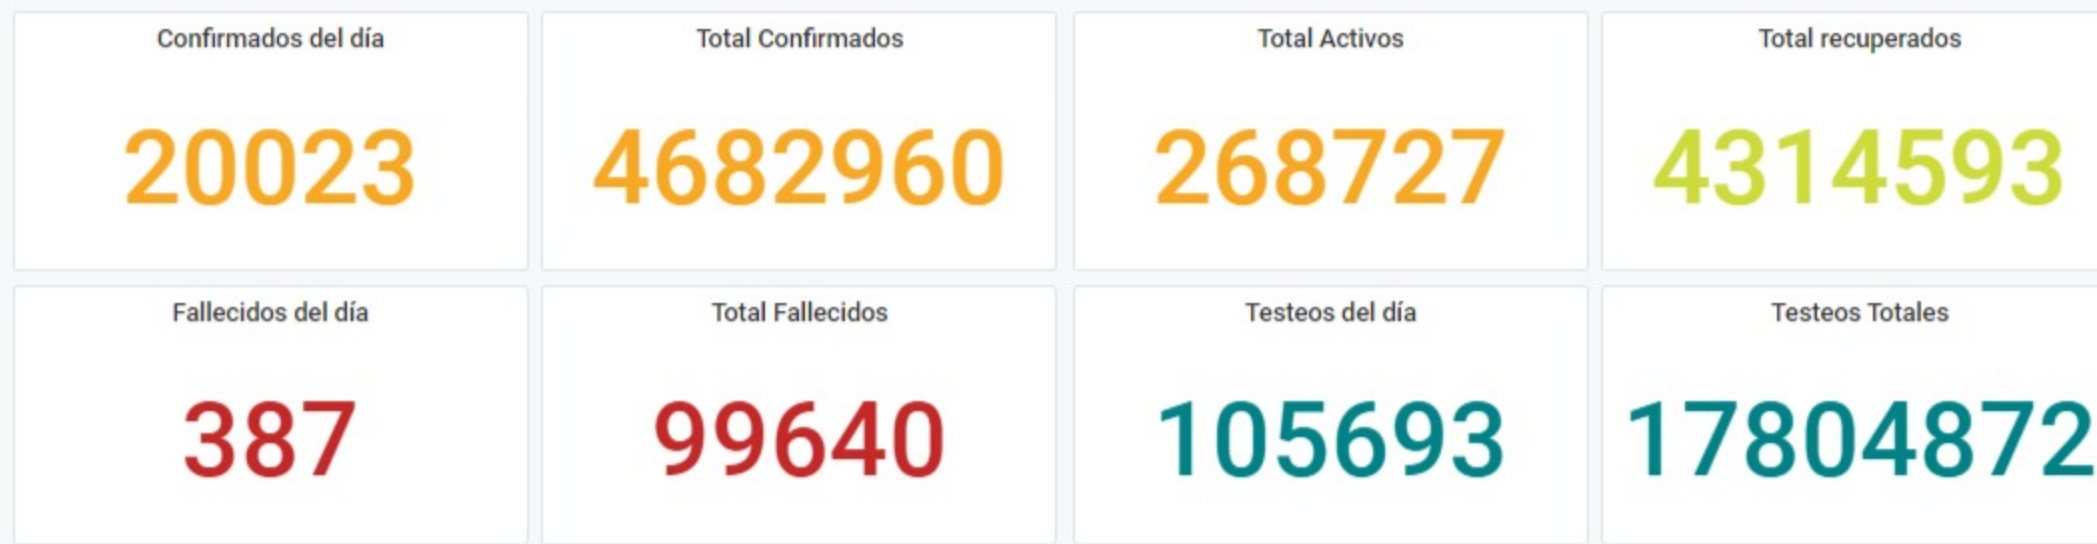 Confirmados del día
20023
Total Confirmados
4682960
Total Activos
268727
Total recuperados
4314593
Fallecidos del día
387
Total Fallecidos
99640
Testeos del día
105693
Testeos Totales
17804872